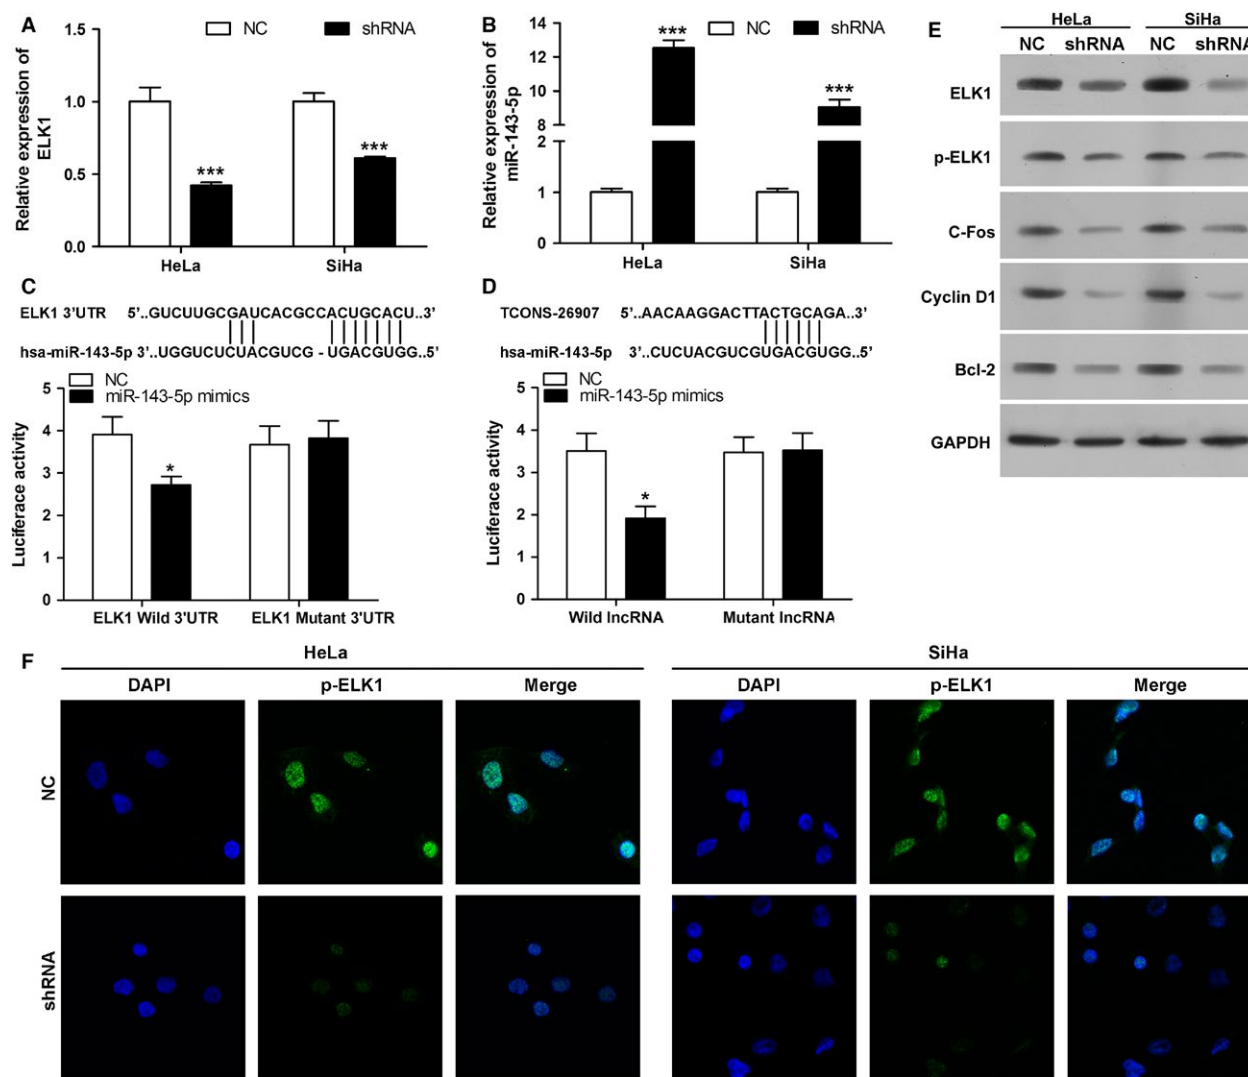 A
Relative expression of
ELK1
NC
shRNA
1.5
1.0
0.5
0.0
***
***
HeLa
SiHa
B
Relative expression of
miR-143-5p
NC
shRNA
14
12
10
8
6
2
1
0
***
***
HeLa
SiHa
C
ELK1 3'UTR 5'..GUCUUGCGAUCACGCCACUGCACU..3'
hsa-miR-143-5p 3'..UGGUCUCUACGUCG - UGACGUGG..5'
NC
miR-143-5p mimics
Luciferace activity
5
4
3
2
1
0
*
ELK1 Wild 3'UTR
ELK1 Mutant 3'UTR
D
TCONS-26907 5'..AACAAGGACTTACTGCAGA..3'
hsa-miR-143-5p 3'..CUCUACGUCGUGACGUGG..5'
NC
miR-143-5p mimics
Luciferace activity
5
4
3
2
1
0
*
Wild lncRNA
Mutant lncRNA
E
HeLa SiHa
NC shRNA NC shRNA
ELK1
p-ELK1
C-Fos
Cyclin D1
Bcl-2
GAPDH
F
HeLa
SiHa
DAPI p-ELK1 Merge DAPI p-ELK1 Merge
NC
shRNA